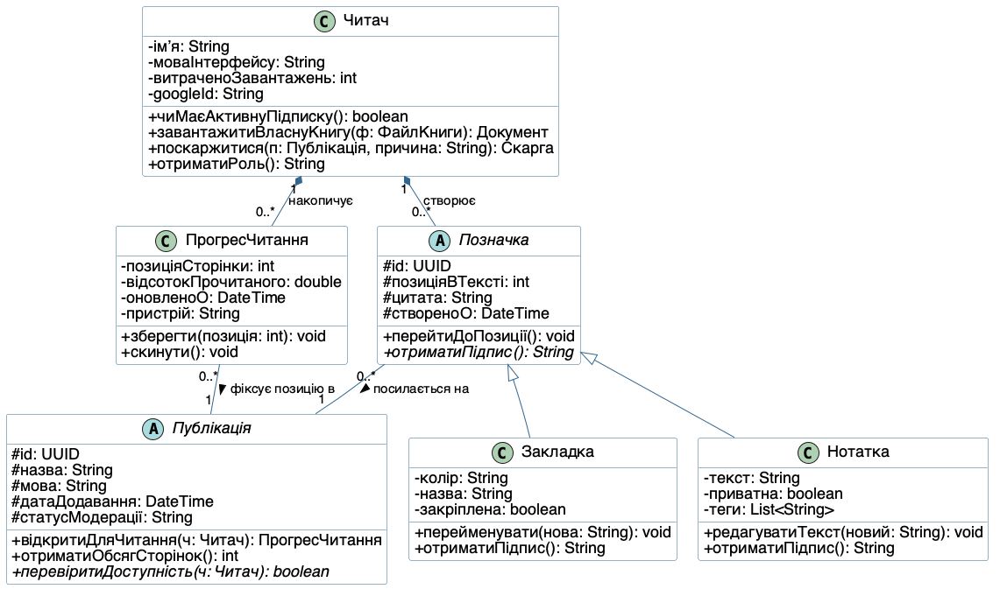 C Читач
-ім’я: String
-моваІнтерфейсу: String
-витраченоЗавантажень: int
-googleId: String
+чиМаєАктивнуПідписку(): boolean
+завантажитиВласнуКнигу(ф: ФайлКниги): Документ
+поскаржитися(п: Публікація, причина: String): Скарга
+отриматиРоль(): String
1
накопичує
0..*
1
створює
0..*
C ПрогресЧитання
-позиціяСторінки: int
-відсотокПрочитаного: double
-оновленоО: DateTime
-пристрій: String
+зберегти(позиція: int): void
+скинути(): void
A Позначка
#id: UUID
#позиціяВТексті: int
#цитата: String
#створеноО: DateTime
+перейтиДоПозиції(): void
+отриматиПідпис(): String
0..*
фіксує позицію в
1
0..*
посилається на
1
A Публікація
#id: UUID
#назва: String
#мова: String
#датаДодавання: DateTime
#статусМодерації: String
+відкритиДляЧитання(ч: Читач): ПрогресЧитання
+отриматиОбсягСторінок(): int
+перевіритиДоступність(ч: Читач): boolean
C Закладка
-колір: String
-назва: String
-закріплена: boolean
+перейменувати(нова: String): void
+отриматиПідпис(): String
C Нотатка
-текст: String
-приватна: boolean
-теги: List<String>
+редагуватиТекст(новий: String): void
+отриматиПідпис(): String